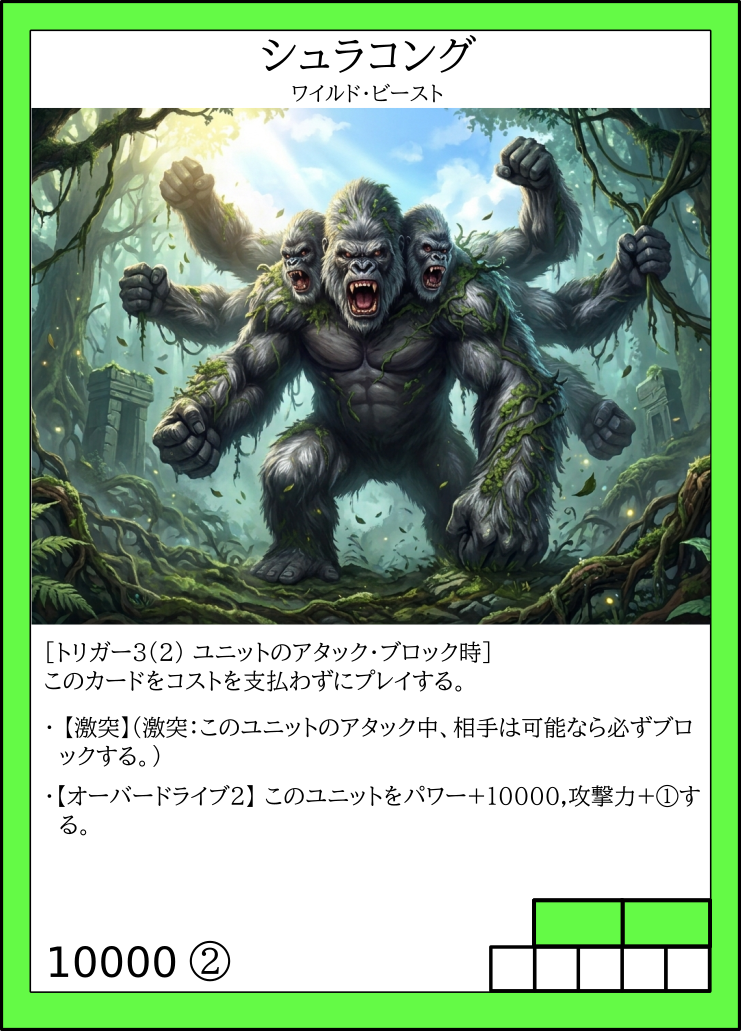 シュラコング
ワイルド・ビースト
［トリガー３（２） ユニットのアタック・ブロック時］
このカードをコストを支払わずにプレイする。
・【激突】（激突：このユニットのアタック中、相手は可能なら必ずブロ
ックする。）
・【オーバードライブ２】 このユニットをパワー＋１００００，攻撃力＋①す
る。
10000 ②